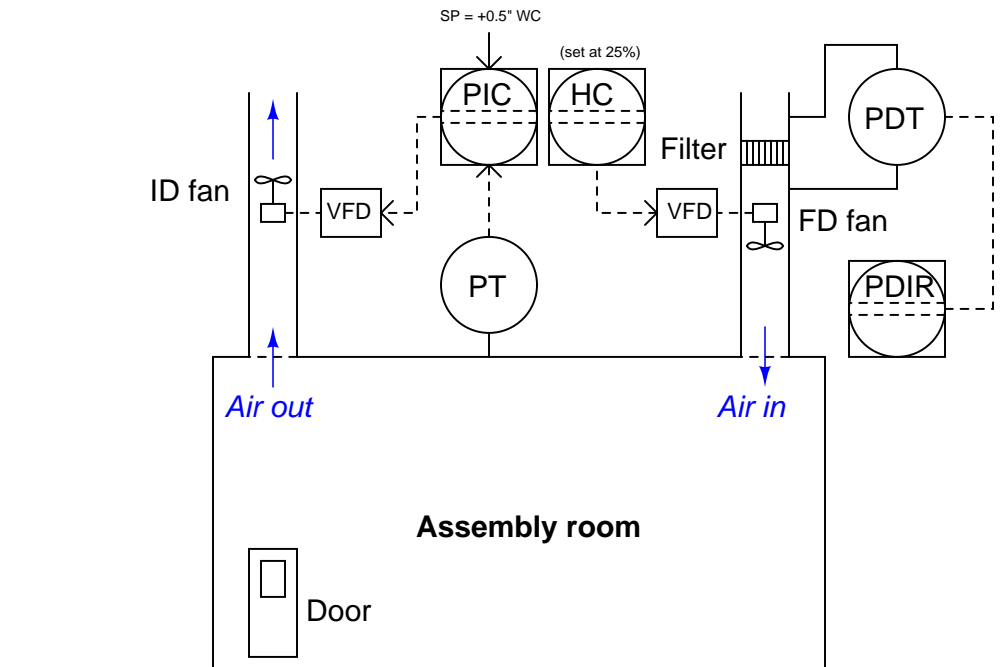 SP = +0.5" WC
(set at 25%)
PIC
HC
PDT
Filter
ID fan
VFD
VFD
FD fan
PT
PDIR
Air out
Air in
Assembly room
Door